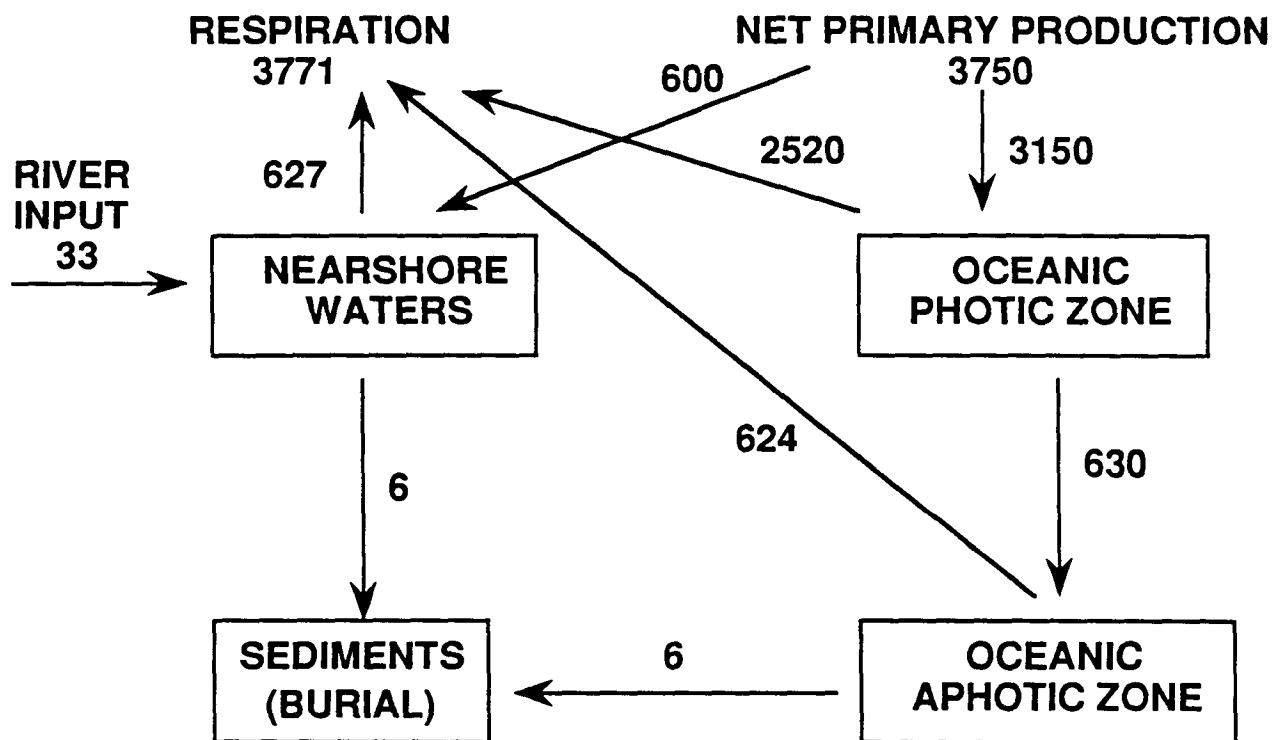 RESPIRATION
3771
NET PRIMARY PRODUCTION
3750
600
2520
3150
627
RIVER
INPUT
33
NEARSHORE
WATERS
OCEANIC
PHOTIC ZONE
624
630
6
SEDIMENTS
(BURIAL)
6
OCEANIC
APHOTIC ZONE